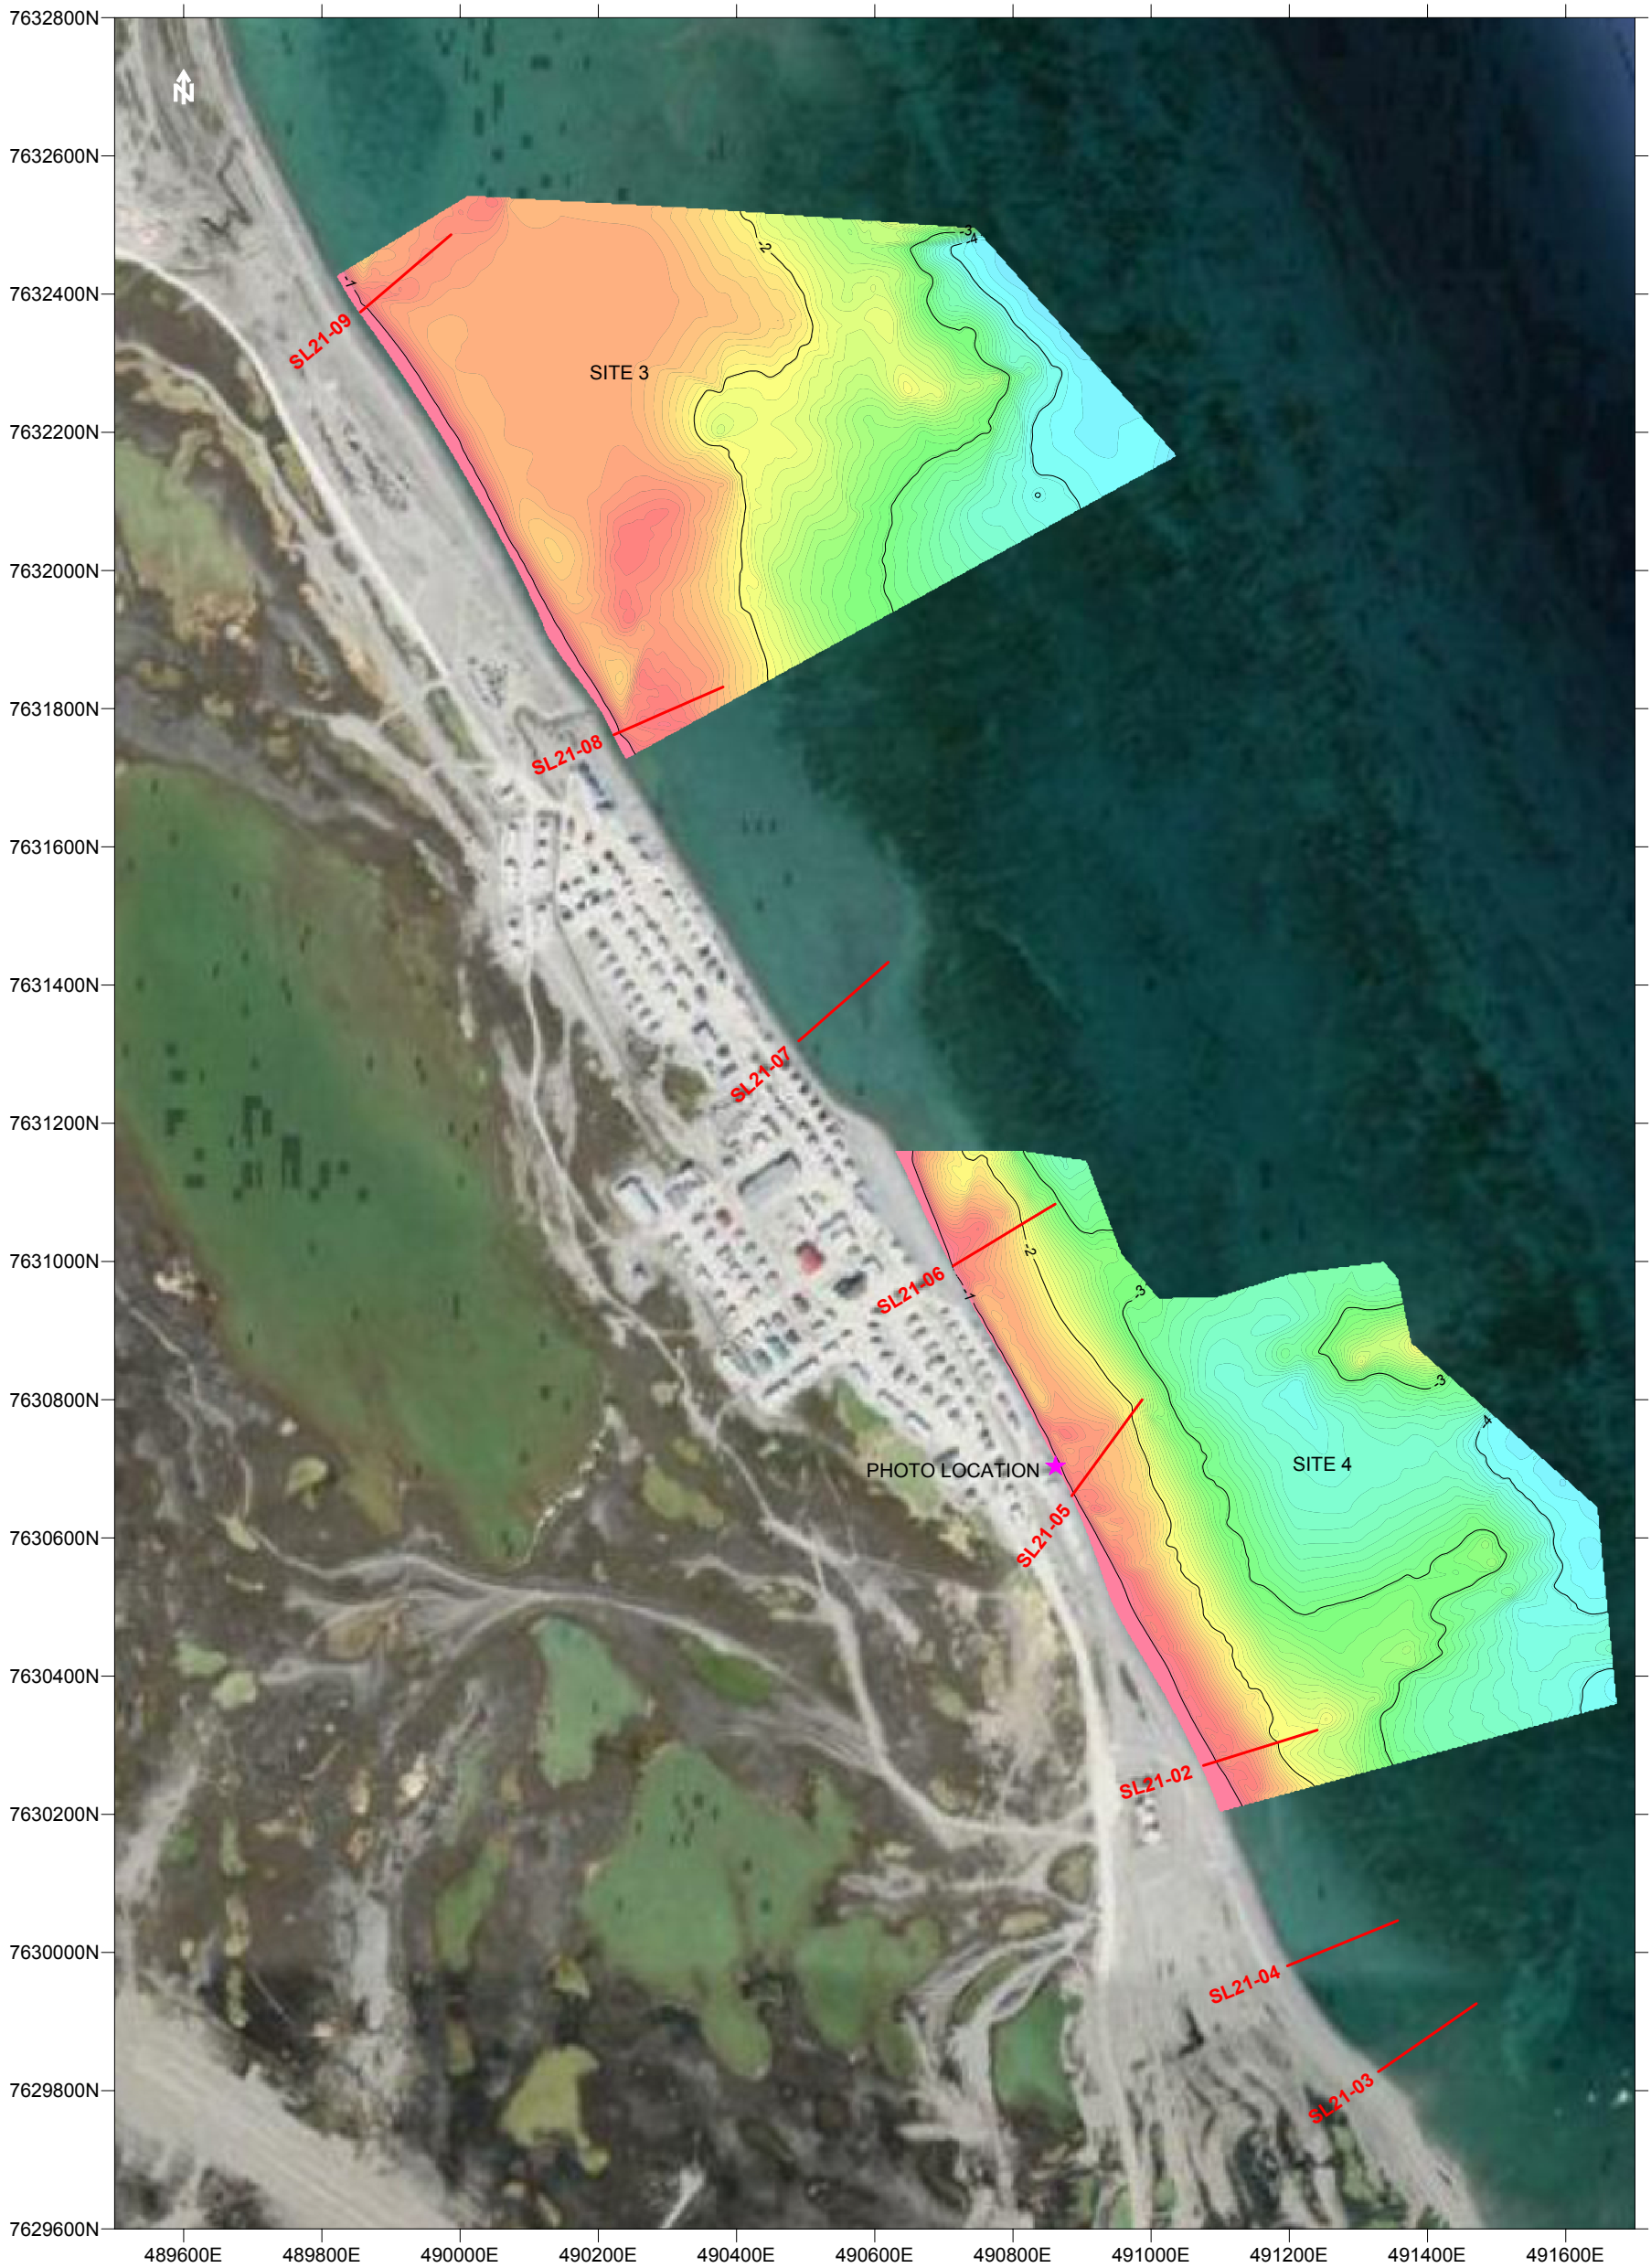 7632800N
N
7632600N
-3
-4
-2
7632400N
-1
SL21-09
SITE 3
7632200N
7632000N
7631800N
SL21-08
7631600N
7631400N
SL21-07
7631200N
-2
7631000N
SL21-06
-1
-3
7630800N
-3
-4
PHOTO LOCATION
SITE 4
SL21-05
7630600N
7630400N
SL21-02
7630200N
7630000N
SL21-04
7629800N
SL21-03
7629600N
489600E 489800E 490000E 490200E 490400E 490600E 490800E 491000E 491200E 491400E 491600E